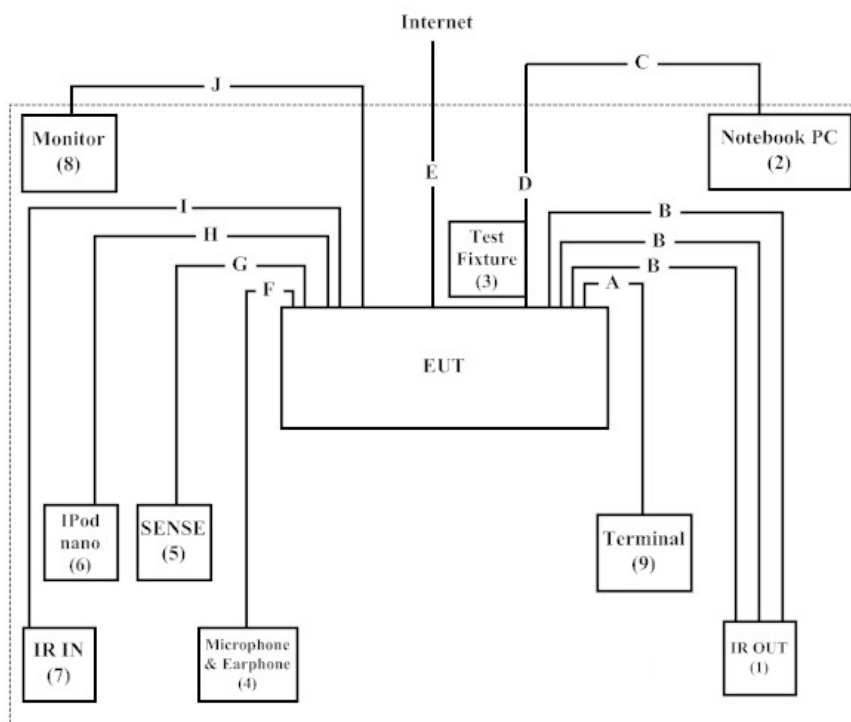 Internet
J
C
Monitor
(8)
Notebook PC
(2)
E
D
I
B
H
Test
Fixture
(3)
B
G
B
F
A
EUT
IPod
nano
(6)
SENSE
(5)
Terminal
(9)
IR IN
(7)
Microphone
& Earphone
(4)
IR OUT
(1)